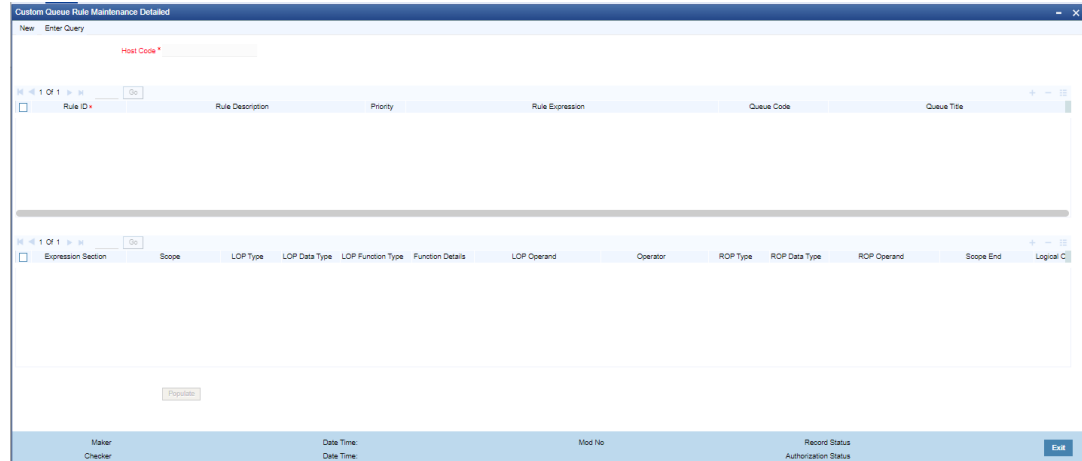 Custom Queue Rule Maintenance Detailed
New Enter Query
Host Code *
1 Of 1 Go
Rule ID * Rule Description Priority Rule Expression Queue Code Queue Title
1 Of 1 Go
Expression Section Scope LOP Type LOP Data Type LOP Function Type Function Details LOP Operand Operator ROP Type ROP Data Type ROP Operand Scope End Logical C
Populate
Maker Date Time: Mod No Record Status
Checker Date Time: Authorization Status
Exit